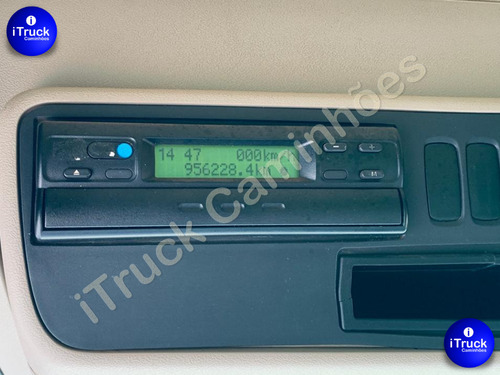 iTruck
Caminhões
14 47 000km/h
956228.4km
M
iTruck Caminhões
iTruck
Caminhões